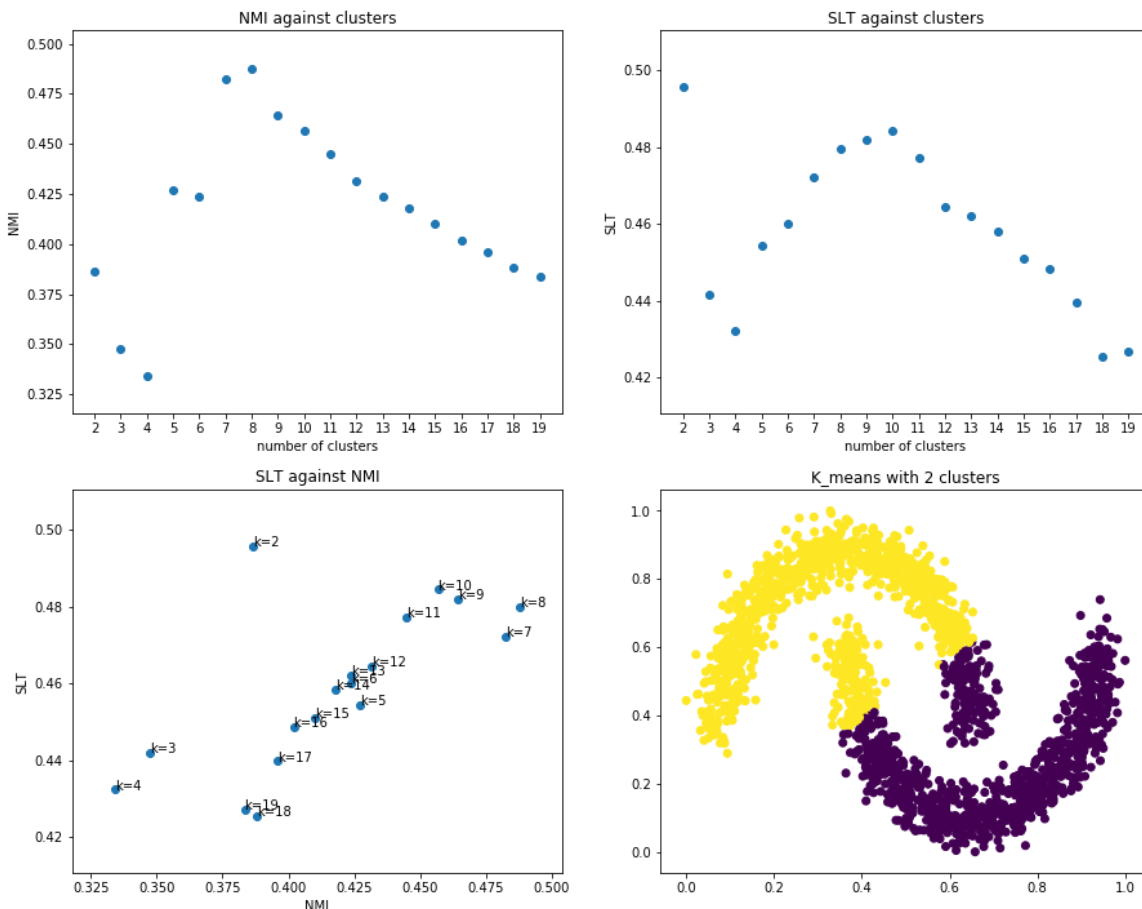 NMI against clusters
0.500
0.475
0.450
0.425
0.400
0.375
0.350
0.325
NMI
2 3 4 5 6 7 8 9 10 11 12 13 14 15 16 17 18 19
number of clusters
SLT against clusters
0.50
0.48
0.46
0.44
0.42
SLT
2 3 4 5 6 7 8 9 10 11 12 13 14 15 16 17 18 19
number of clusters
SLT against NMI
0.50
0.48
0.46
0.44
0.42
SLT
k=2
k=10
k=9
k=8
k=11
k=7
k=12
k=13
k=6
k=14
k=5
k=15
k=16
k=3
k=17
k=4
k=19
k=18
0.325 0.350 0.375 0.400 0.425 0.450 0.475 0.500
NMI
K_means with 2 clusters
1.0
0.8
0.6
0.4
0.2
0.0
0.0 0.2 0.4 0.6 0.8 1.0